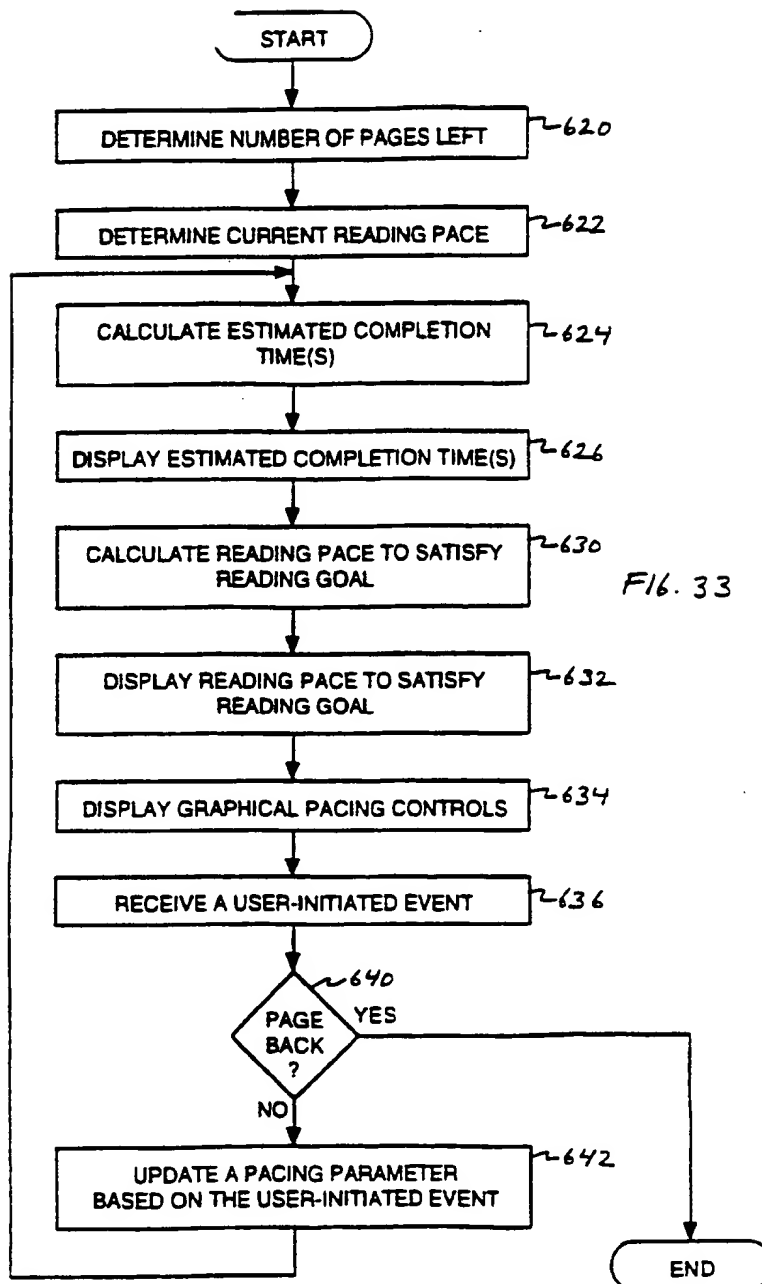 START
DETERMINE NUMBER OF PAGES LEFT
620
DETERMINE CURRENT READING PACE
622
CALCULATE ESTIMATED COMPLETION
TIME(S)
624
DISPLAY ESTIMATED COMPLETION TIME(S)
626
CALCULATE READING PACE TO SATISFY
READING GOAL
630
FIG. 33
DISPLAY READING PACE TO SATISFY
READING GOAL
632
DISPLAY GRAPHICAL PACING CONTROLS
634
RECEIVE A USER-INITIATED EVENT
636
640
PAGE
BACK
?
YES
NO
UPDATE A PACING PARAMETER
BASED ON THE USER-INITIATED EVENT
642
END